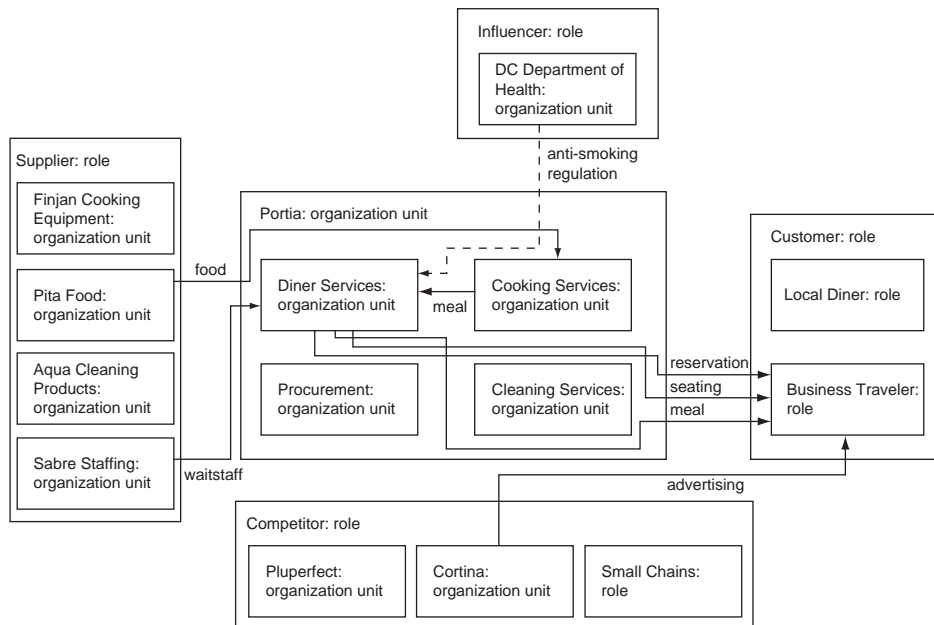 Influencer: role
DC Department of
Health:
organization unit
anti-smoking
regulation
Supplier: role
Finjan Cooking
Equipment:
organization unit
Pita Food:
organization unit
Aqua Cleaning
Products:
organization unit
Sabre Staffing:
organization unit
food
waitstaff
Portia: organization unit
Diner Services:
organization unit
meal
Cooking Services:
organization unit
Procurement:
organization unit
Cleaning Services:
organization unit
reservation
seating
meal
Customer: role
Local Diner: role
Business Traveler:
role
advertising
Competitor: role
Pluperfect:
organization unit
Cortina:
organization unit
Small Chains:
role